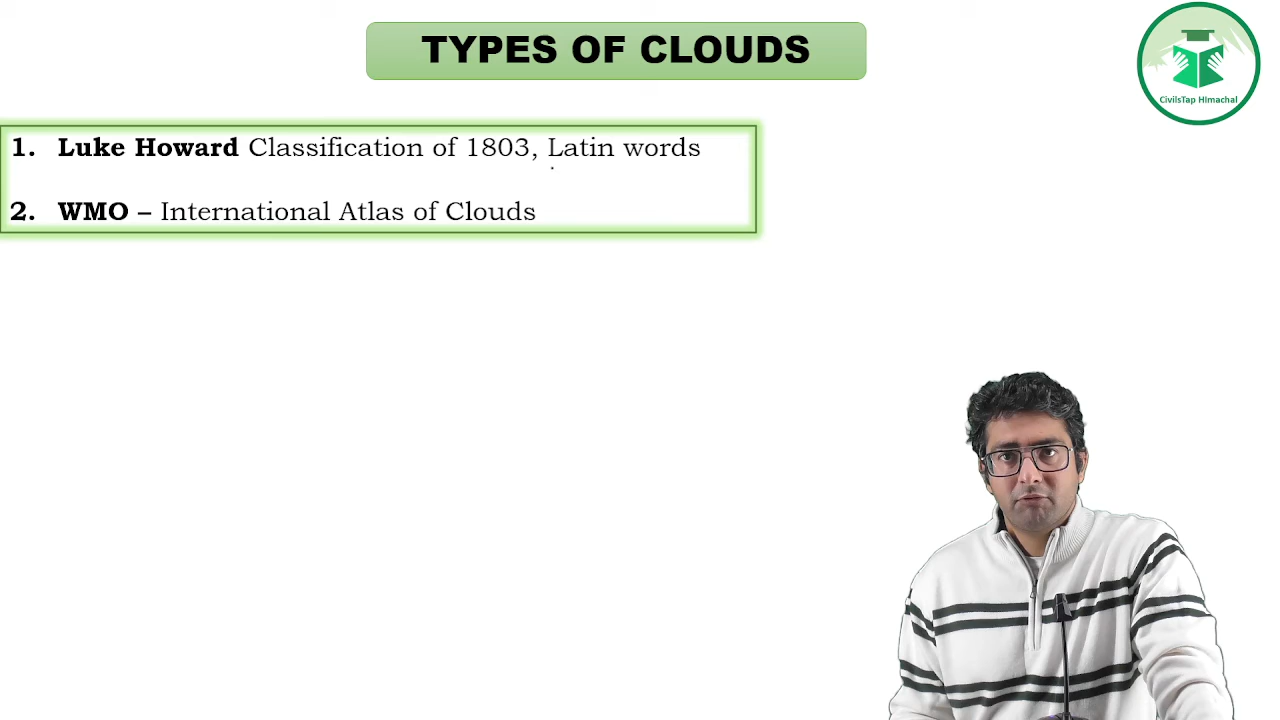 TYPES OF CLOUDS
CivilsTap HImachal
1. Luke Howard Classification of 1803, Latin words
2. WMO – International Atlas of Clouds